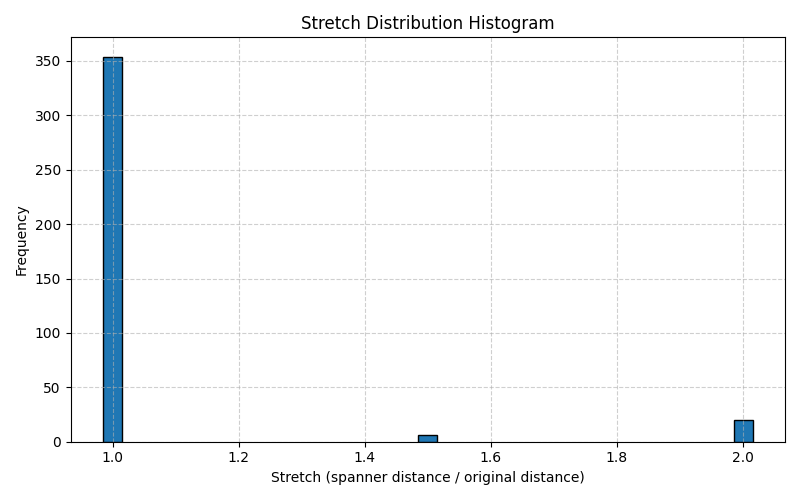 Stretch Distribution Histogram
Frequency
350
300
250
200
150
100
50
0
1.0 1.2 1.4 1.6 1.8 2.0
Stretch (spanner distance / original distance)